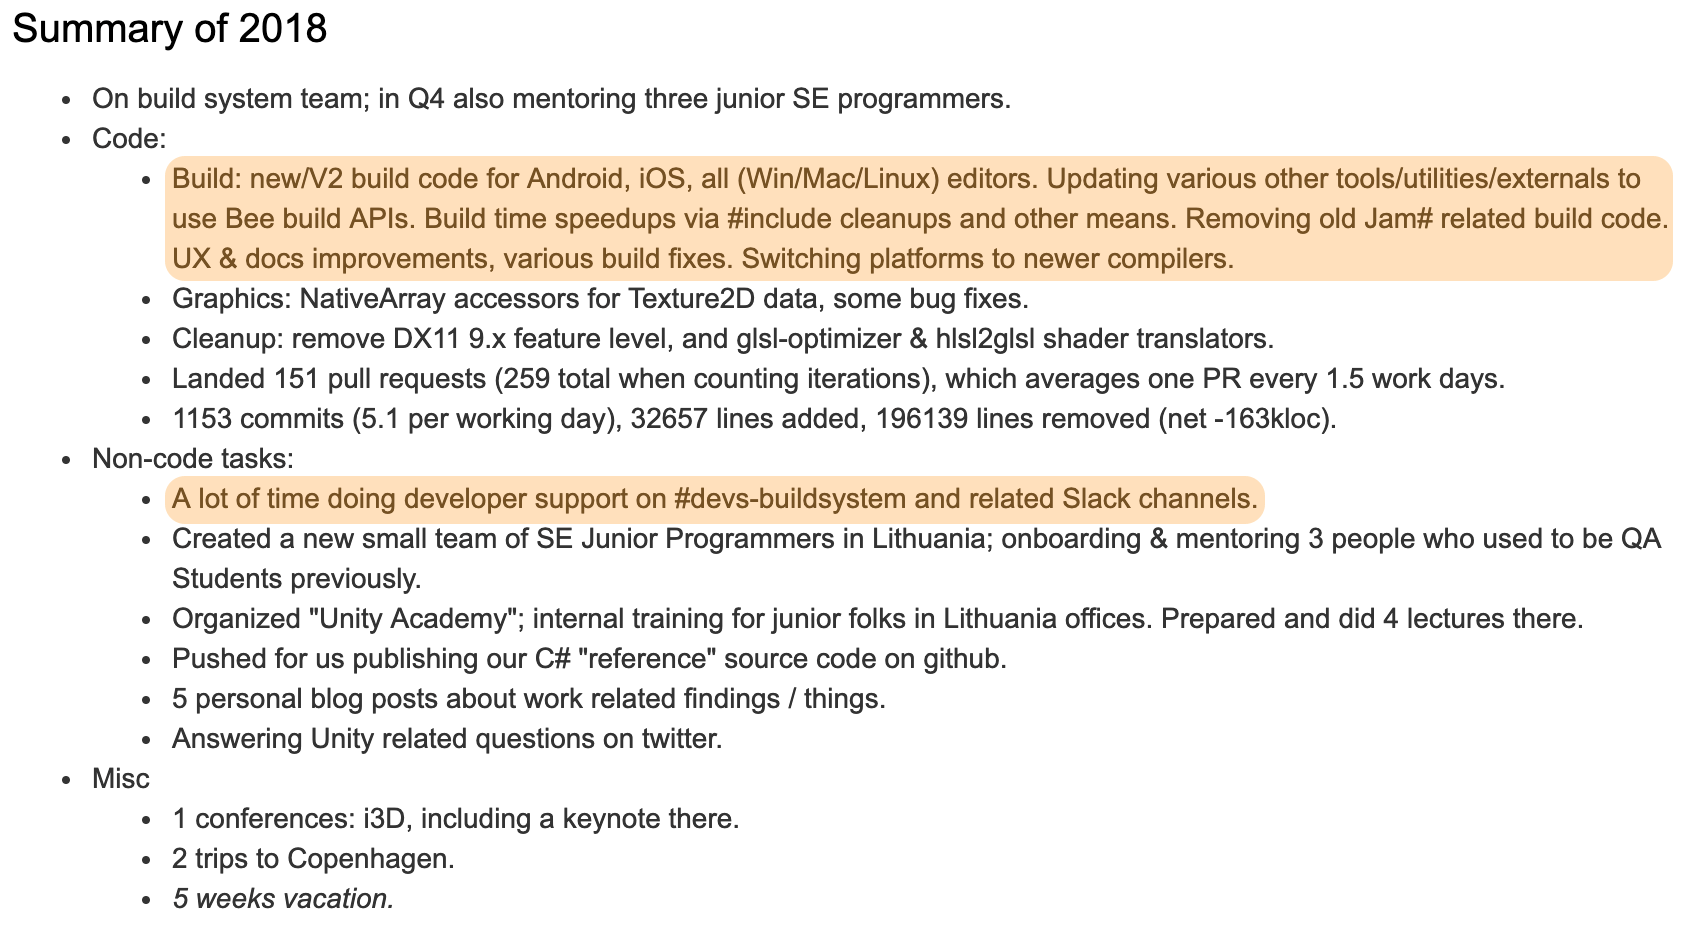 Summary of 2018
• On build system team; in Q4 also mentoring three junior SE programmers.
• Code:
• Build: new/V2 build code for Android, iOS, all (Win/Mac/Linux) editors. Updating various other tools/utilities/externals to
use Bee build APIs. Build time speedups via #include cleanups and other means. Removing old Jam# related build code.
UX & docs improvements, various build fixes. Switching platforms to newer compilers.
• Graphics: NativeArray accessors for Texture2D data, some bug fixes.
• Cleanup: remove DX11 9.x feature level, and glsl-optimizer & hlsl2glsl shader translators.
• Landed 151 pull requests (259 total when counting iterations), which averages one PR every 1.5 work days.
• 1153 commits (5.1 per working day), 32657 lines added, 196139 lines removed (net -163kloc).
• Non-code tasks:
• A lot of time doing developer support on #devs-buildsystem and related Slack channels.
• Created a new small team of SE Junior Programmers in Lithuania; onboarding & mentoring 3 people who used to be QA
Students previously.
• Organized "Unity Academy"; internal training for junior folks in Lithuania offices. Prepared and did 4 lectures there.
• Pushed for us publishing our C# "reference" source code on github.
• 5 personal blog posts about work related findings / things.
• Answering Unity related questions on twitter.
• Misc
• 1 conferences: i3D, including a keynote there.
• 2 trips to Copenhagen.
• 5 weeks vacation.